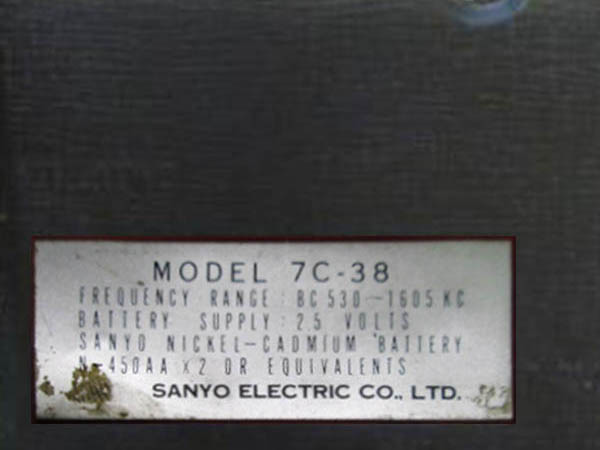 MODEL 7C-38
FREQUENCY RANGE : BC 530-1605 KC
BATTERY SUPPLY : 2.5 VOLTS
SANYO NICKEL-CADMIUM BATTERY
N-450AA x 2 OR EQUIVALENTS
SANYO ELECTRIC CO., LTD.